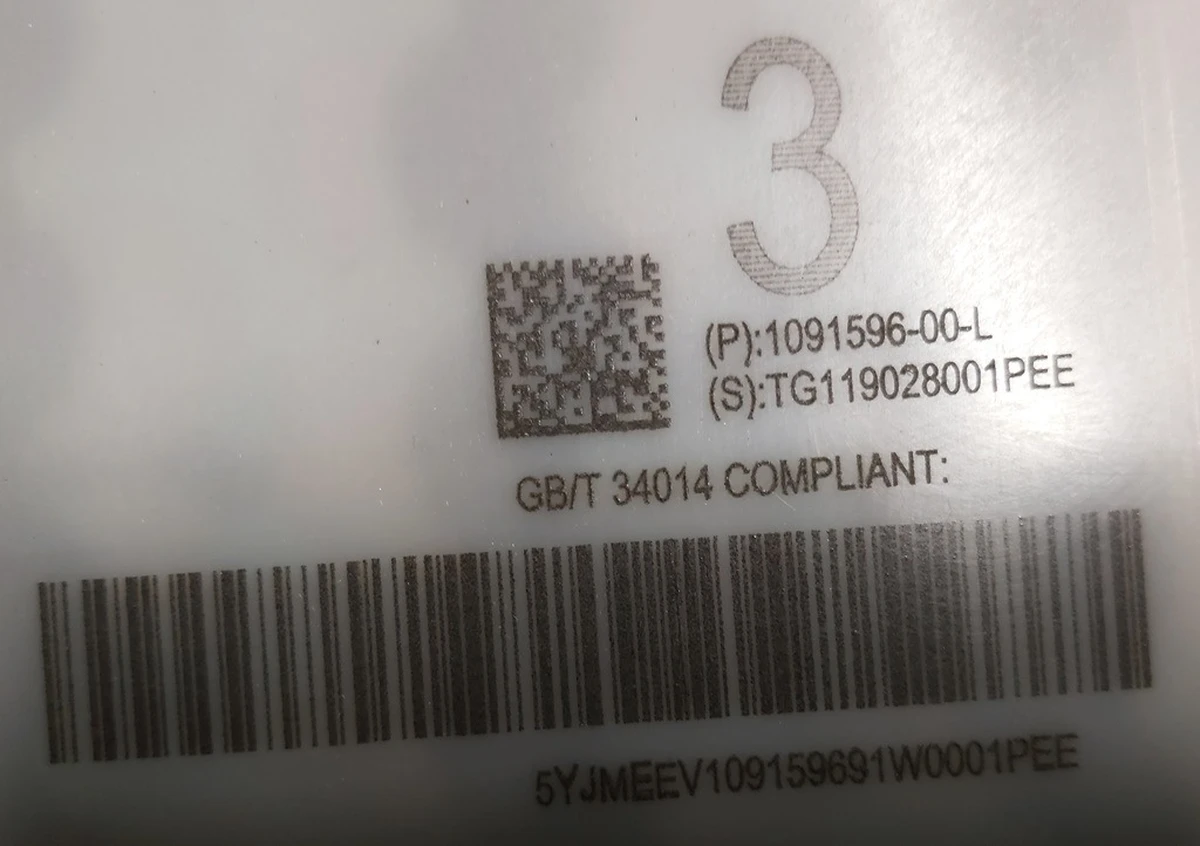 3
(P):1091596-00-L
(S):TG119028001PEE
GB/T 34014 COMPLIANT:
5YJMEEV109159691W0001PEE